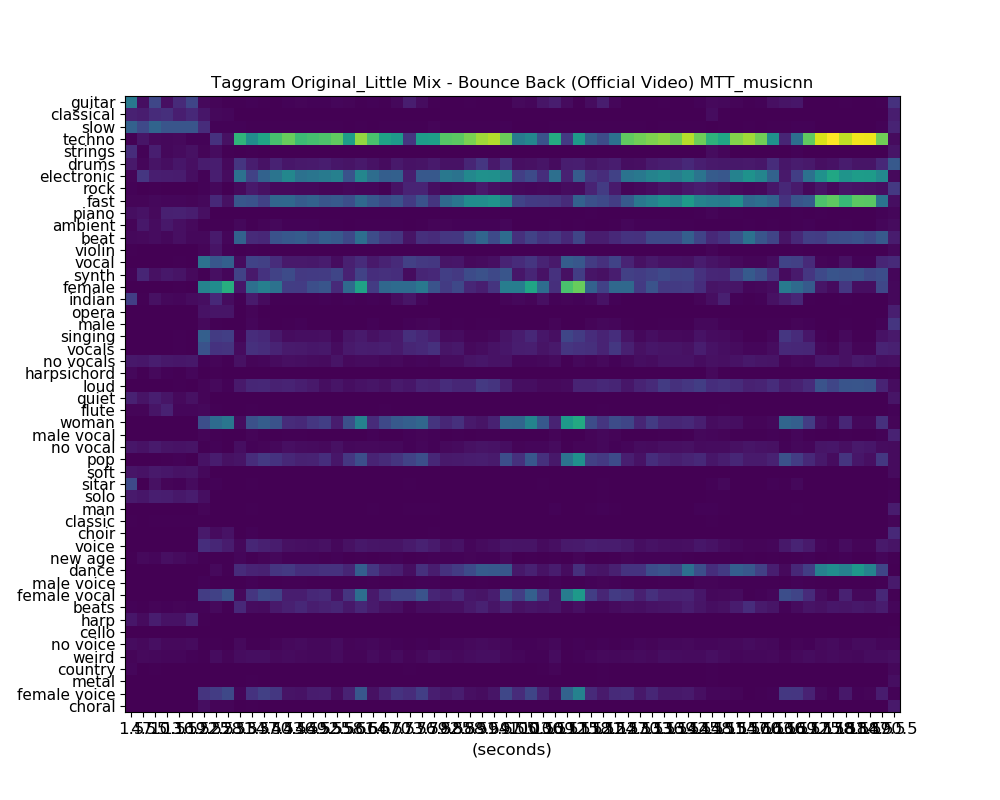 Taggram Original_Little Mix - Bounce Back (Official Video) MTT_musicnn
guitar
classical
slow
techno
strings
drums
electronic
rock
fast
piano
ambient
beat
violin
vocal
synth
female
indian
opera
male
singing
vocals
no vocals
harpsichord
loud
quiet
flute
woman
male vocal
no vocal
pop
soft
sitar
solo
man
classic
choir
voice
new age
dance
male voice
female vocal
beats
harp
cello
no voice
weird
country
metal
female voice
choral
(seconds)